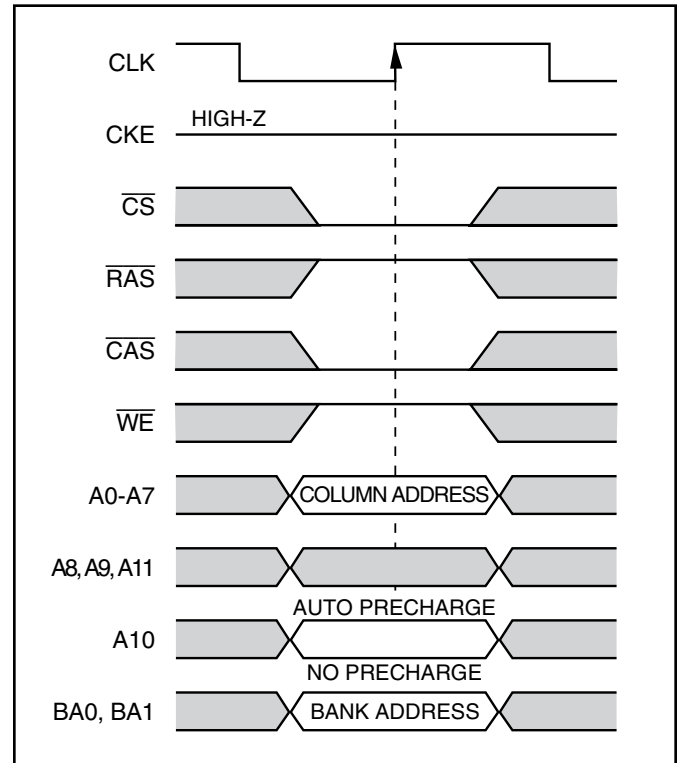 CLK
CKE HIGH-Z
CS
RAS
CAS
WE
A0-A7 COLUMN ADDRESS
A8, A9, A11
AUTO PRECHARGE
A10
NO PRECHARGE
BA0, BA1 BANK ADDRESS